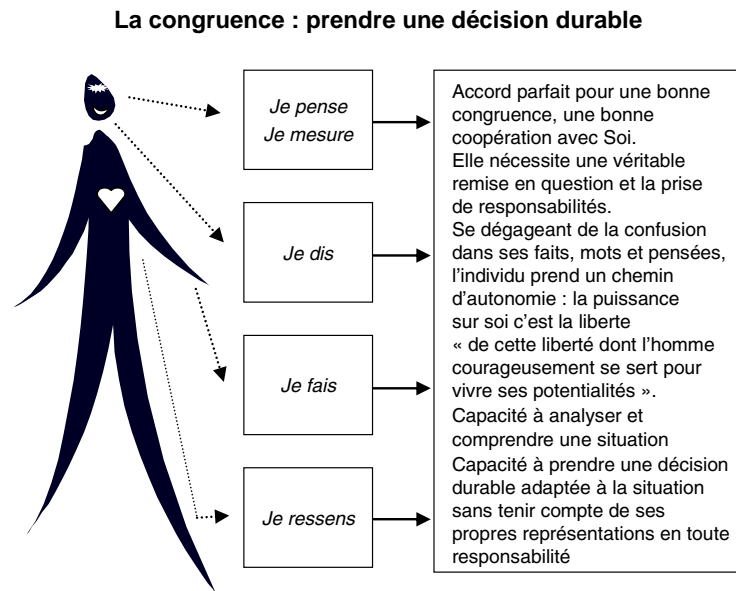 La congruence : prendre une décision durable
Je pense
Je mesure
Je dis
Je fais
Je ressens
Accord parfait pour une bonne
congruence, une bonne
coopération avec Soi.
Elle nécessite une véritable
remise en question et la prise
de responsabilités.
Se dégageant de la confusion
dans ses faits, mots et pensées,
l’individu prend un chemin
d’autonomie : la puissance
sur soi c’est la liberte
« de cette liberté dont l’homme
courageusement se sert pour
vivre ses potentialités ».
Capacité à analyser et
comprendre une situation
Capacité à prendre une décision
durable adaptée à la situation
sans tenir compte de ses
propres représentations en toute
responsabilité